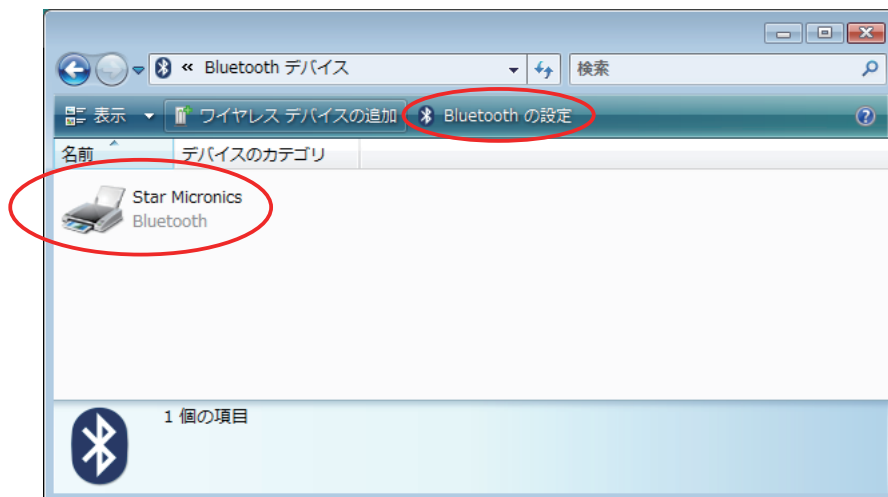 « Bluetooth デバイス
検索
表示
ワイヤレス デバイスの追加
Bluetooth の設定
名前
デバイスのカテゴリ
Star Micronics
Bluetooth
1 個の項目